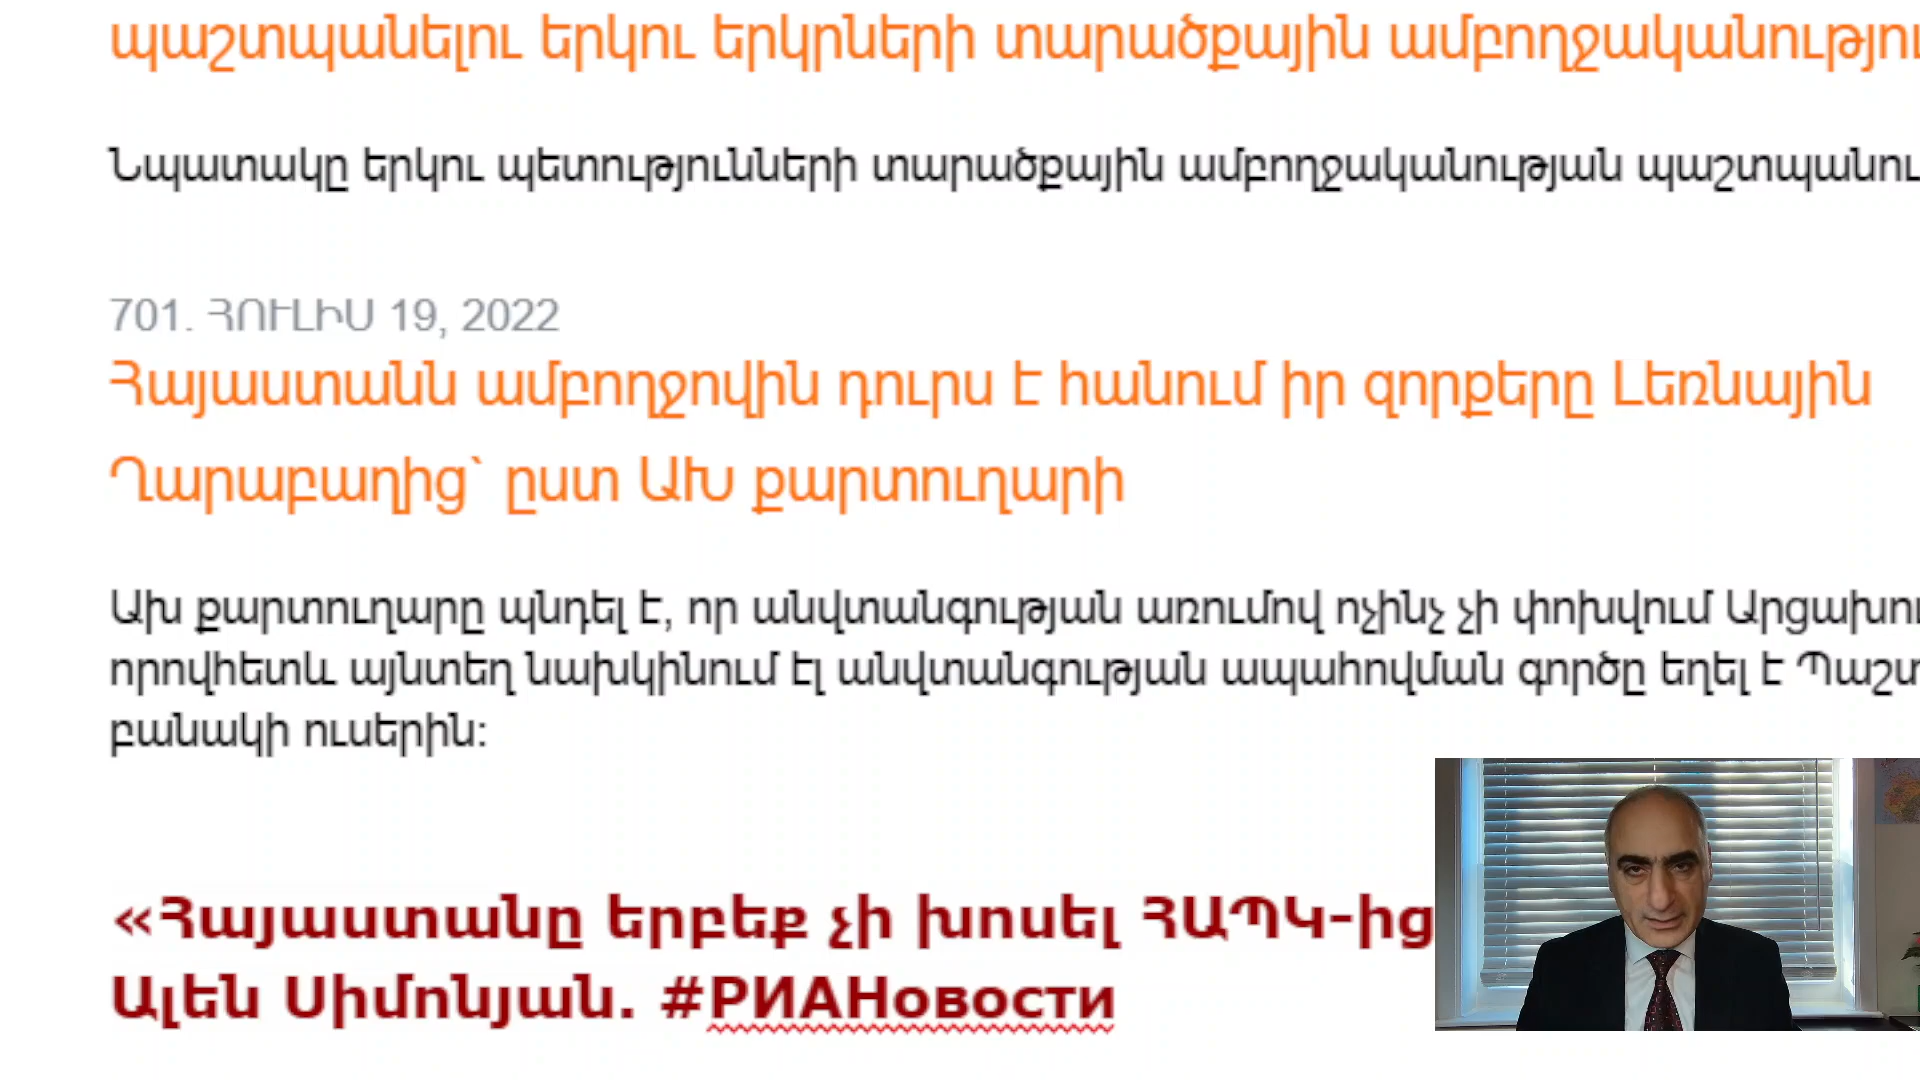 պաշտպանելու երկու երկրների տարածքային ամբողջականությու
Նպատակը երկու պետությունների տարածքային ամբողջականության պաշտպանու
701. ՀՈՒԼԻՍ 19, 2022
Հայաստանն ամբողջովին դուրս է հանում իր զորքերը Լեռնային
Ղարաբաղից` ըստ ԱԽ քարտուղարի
Ախ քարտուղարը պնդել է, որ անվտանգության առումով ոչինչ չի փոխվում Արցախու
որովհետև այնտեղ նախկինում էլ անվտանգության ապահովման գործը եղել է Պաշտ
բանակի ուսերին։
«Հայաստանը երբեք չի խոսել ՀԱՊԿ-ից
Ալեն Սիմոնյան. #РИАНовости